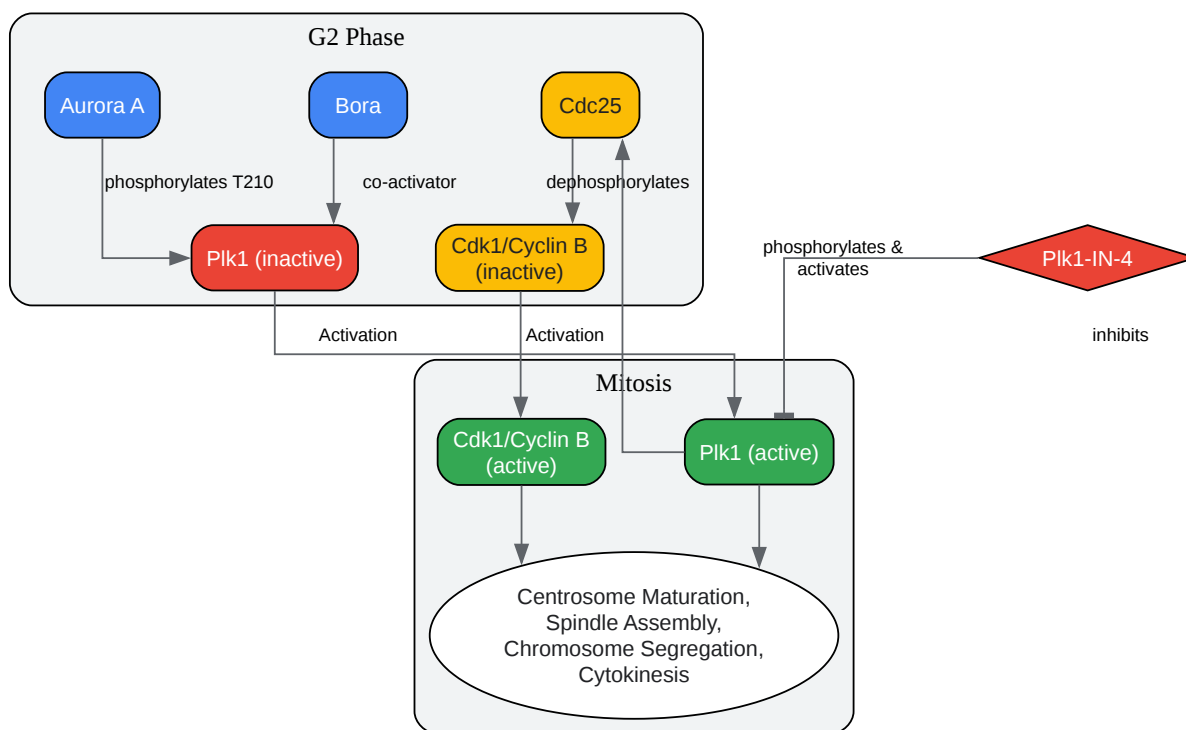 G2 Phase
Aurora A
Bora
Cdc25
phosphorylates T210
co-activator
dephosphorylates
Plk1 (inactive)
Cdk1/Cyclin B
(inactive)
phosphorylates &
activates
Plk1-IN-4
Activation
Activation
inhibits
Mitosis
Cdk1/Cyclin B
(active)
Plk1 (active)
Centrosome Maturation,
Spindle Assembly,
Chromosome Segregation,
Cytokinesis